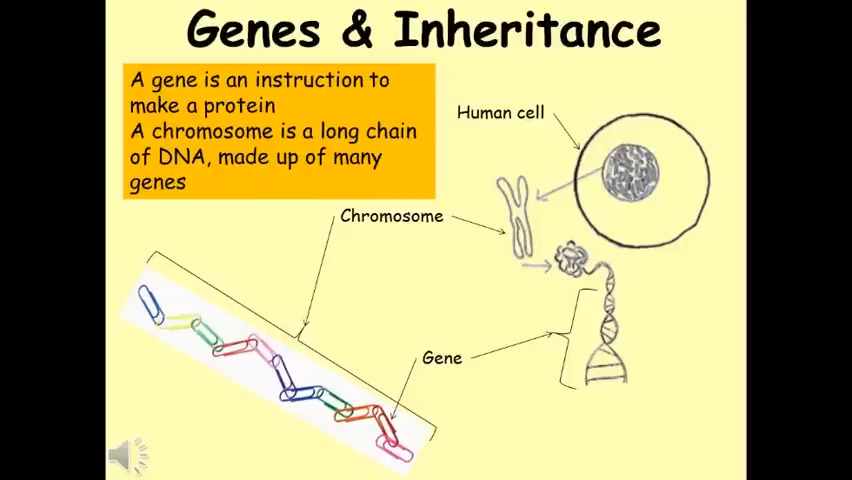 Genes & Inheritance
A gene is an instruction to
make a protein
A chromosome is a long chain
of DNA, made up of many
genes
Human cell
Chromosome
Gene